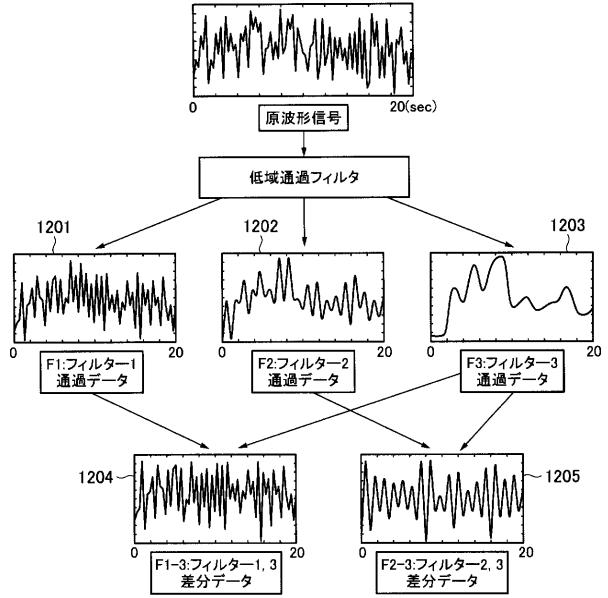 0
20(sec)
原波形信号
低域通過フィルタ
1201
1202
1203
0
20
0
20
0
20
F1:フィルター1
通過データ
F2:フィルター2
通過データ
F3:フィルター3
通過データ
1204
1205
0
20
0
20
F1-3:フィルター1, 3
差分データ
F2-3:フィルター2, 3
差分データ